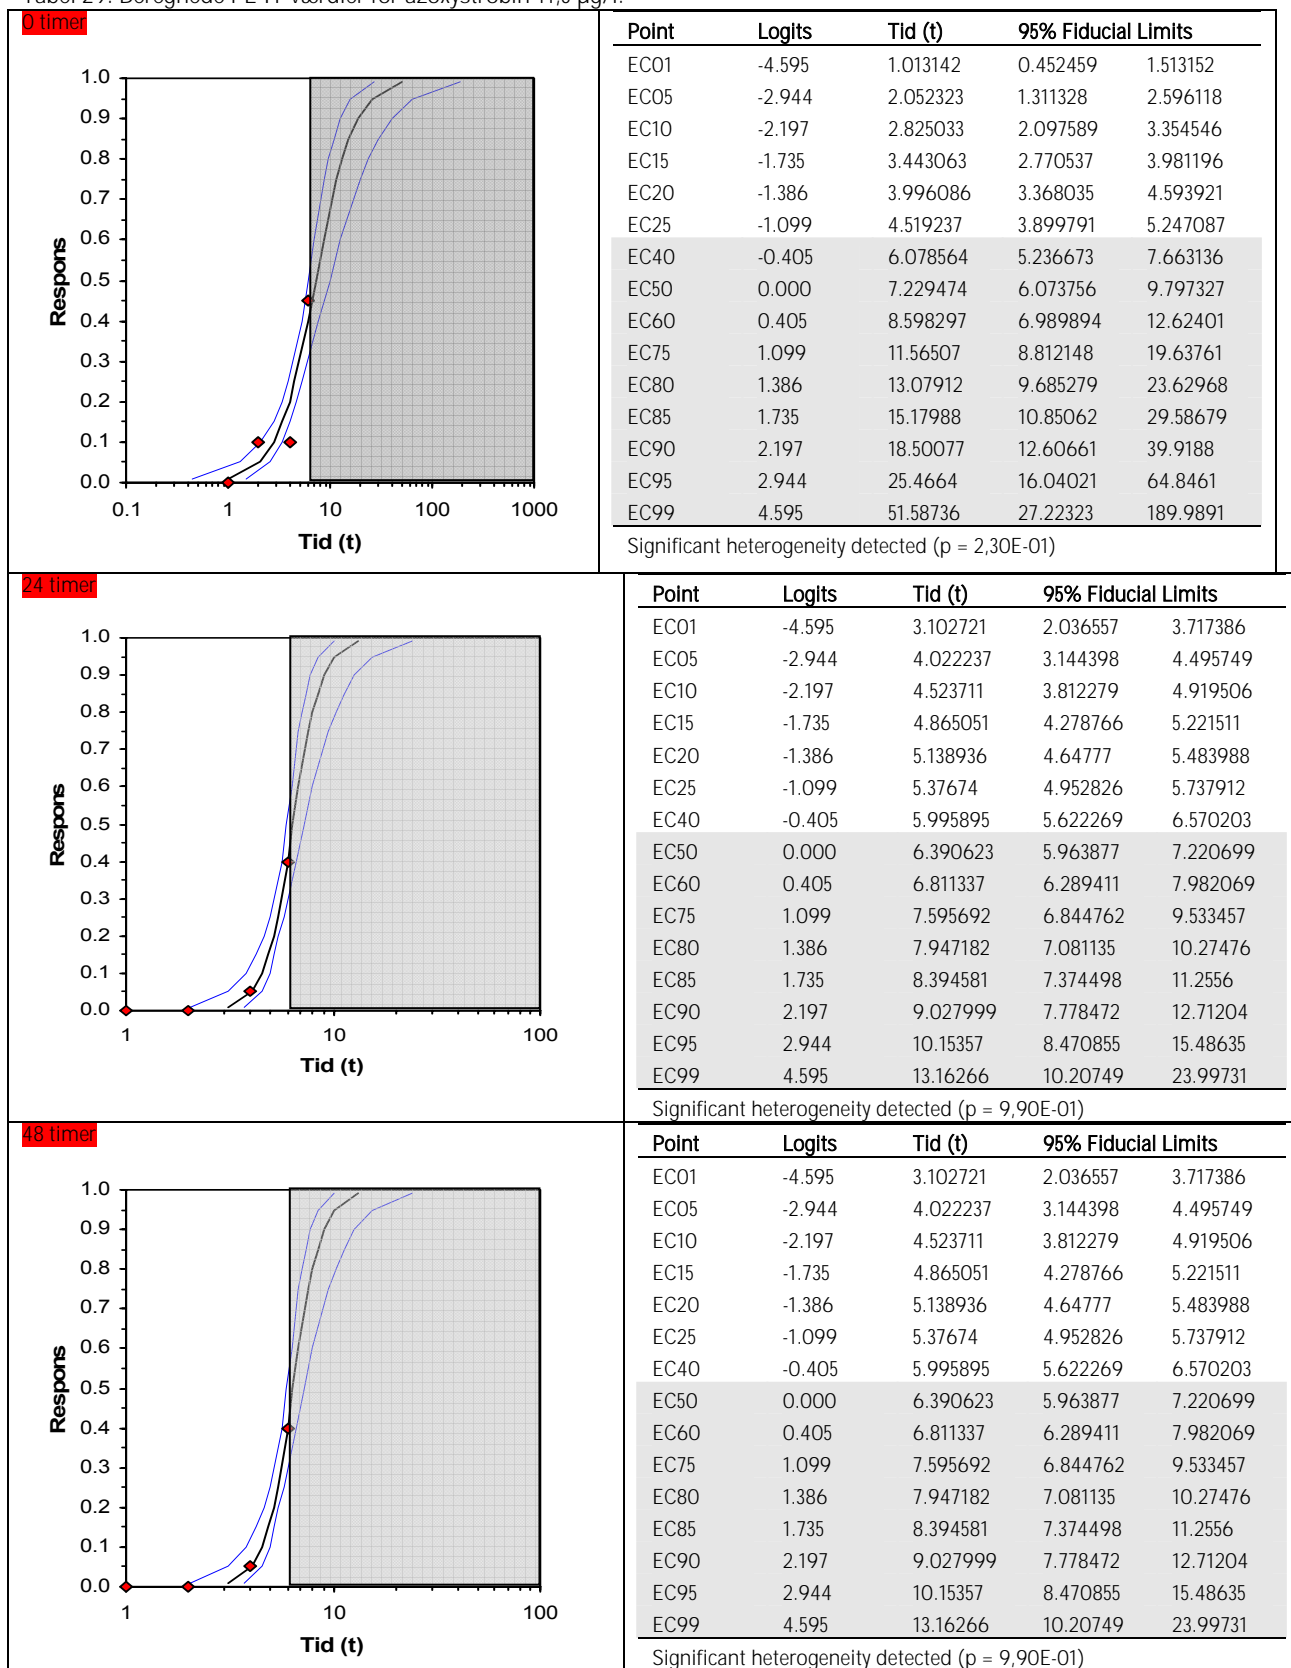 0 timer
Point Logits Tid (t) 95% Fiducial Limits
EC01 -4.595 1.013142 0.452459 1.513152
EC05 -2.944 2.052323 1.311328 2.596118
EC10 -2.197 2.825033 2.097589 3.354546
EC15 -1.735 3.443063 2.770537 3.981196
EC20 -1.386 3.996086 3.368035 4.593921
EC25 -1.099 4.519237 3.899791 5.247087
EC40 -0.405 6.078564 5.236673 7.663136
EC50 0.000 7.229474 6.073756 9.797327
EC60 0.405 8.598297 6.989894 12.62401
EC75 1.099 11.56507 8.812148 19.63761
EC80 1.386 13.07912 9.685279 23.62968
EC85 1.735 15.17988 10.85062 29.58679
EC90 2.197 18.50077 12.60661 39.9188
EC95 2.944 25.4664 16.04021 64.8461
EC99 4.595 51.58736 27.22323 189.9891
Significant heterogeneity detected (p = 2,30E-01)
Respons
1.0
0.9
0.8
0.7
0.6
0.5
0.4
0.3
0.2
0.1
0.0
0.1 1 10 100 1000
Tid (t)
24 timer
Point Logits Tid (t) 95% Fiducial Limits
EC01 -4.595 3.102721 2.036557 3.717386
EC05 -2.944 4.022237 3.144398 4.495749
EC10 -2.197 4.523711 3.812279 4.919506
EC15 -1.735 4.865051 4.278766 5.221511
EC20 -1.386 5.138936 4.64777 5.483988
EC25 -1.099 5.37674 4.952826 5.737912
EC40 -0.405 5.995895 5.622269 6.570203
EC50 0.000 6.390623 5.963877 7.220699
EC60 0.405 6.811337 6.289411 7.982069
EC75 1.099 7.595692 6.844762 9.533457
EC80 1.386 7.947182 7.081135 10.27476
EC85 1.735 8.394581 7.374498 11.2556
EC90 2.197 9.027999 7.778472 12.71204
EC95 2.944 10.15357 8.470855 15.48635
EC99 4.595 13.16266 10.20749 23.99731
Significant heterogeneity detected (p = 9,90E-01)
Respons
1.0
0.9
0.8
0.7
0.6
0.5
0.4
0.3
0.2
0.1
0.0
1 10 100
Tid (t)
48 timer
Point Logits Tid (t) 95% Fiducial Limits
EC01 -4.595 3.102721 2.036557 3.717386
EC05 -2.944 4.022237 3.144398 4.495749
EC10 -2.197 4.523711 3.812279 4.919506
EC15 -1.735 4.865051 4.278766 5.221511
EC20 -1.386 5.138936 4.64777 5.483988
EC25 -1.099 5.37674 4.952826 5.737912
EC40 -0.405 5.995895 5.622269 6.570203
EC50 0.000 6.390623 5.963877 7.220699
EC60 0.405 6.811337 6.289411 7.982069
EC75 1.099 7.595692 6.844762 9.533457
EC80 1.386 7.947182 7.081135 10.27476
EC85 1.735 8.394581 7.374498 11.2556
EC90 2.197 9.027999 7.778472 12.71204
EC95 2.944 10.15357 8.470855 15.48635
EC99 4.595 13.16266 10.20749 23.99731
Significant heterogeneity detected (p = 9,90E-01)
Respons
1.0
0.9
0.8
0.7
0.6
0.5
0.4
0.3
0.2
0.1
0.0
1 10 100
Tid (t)